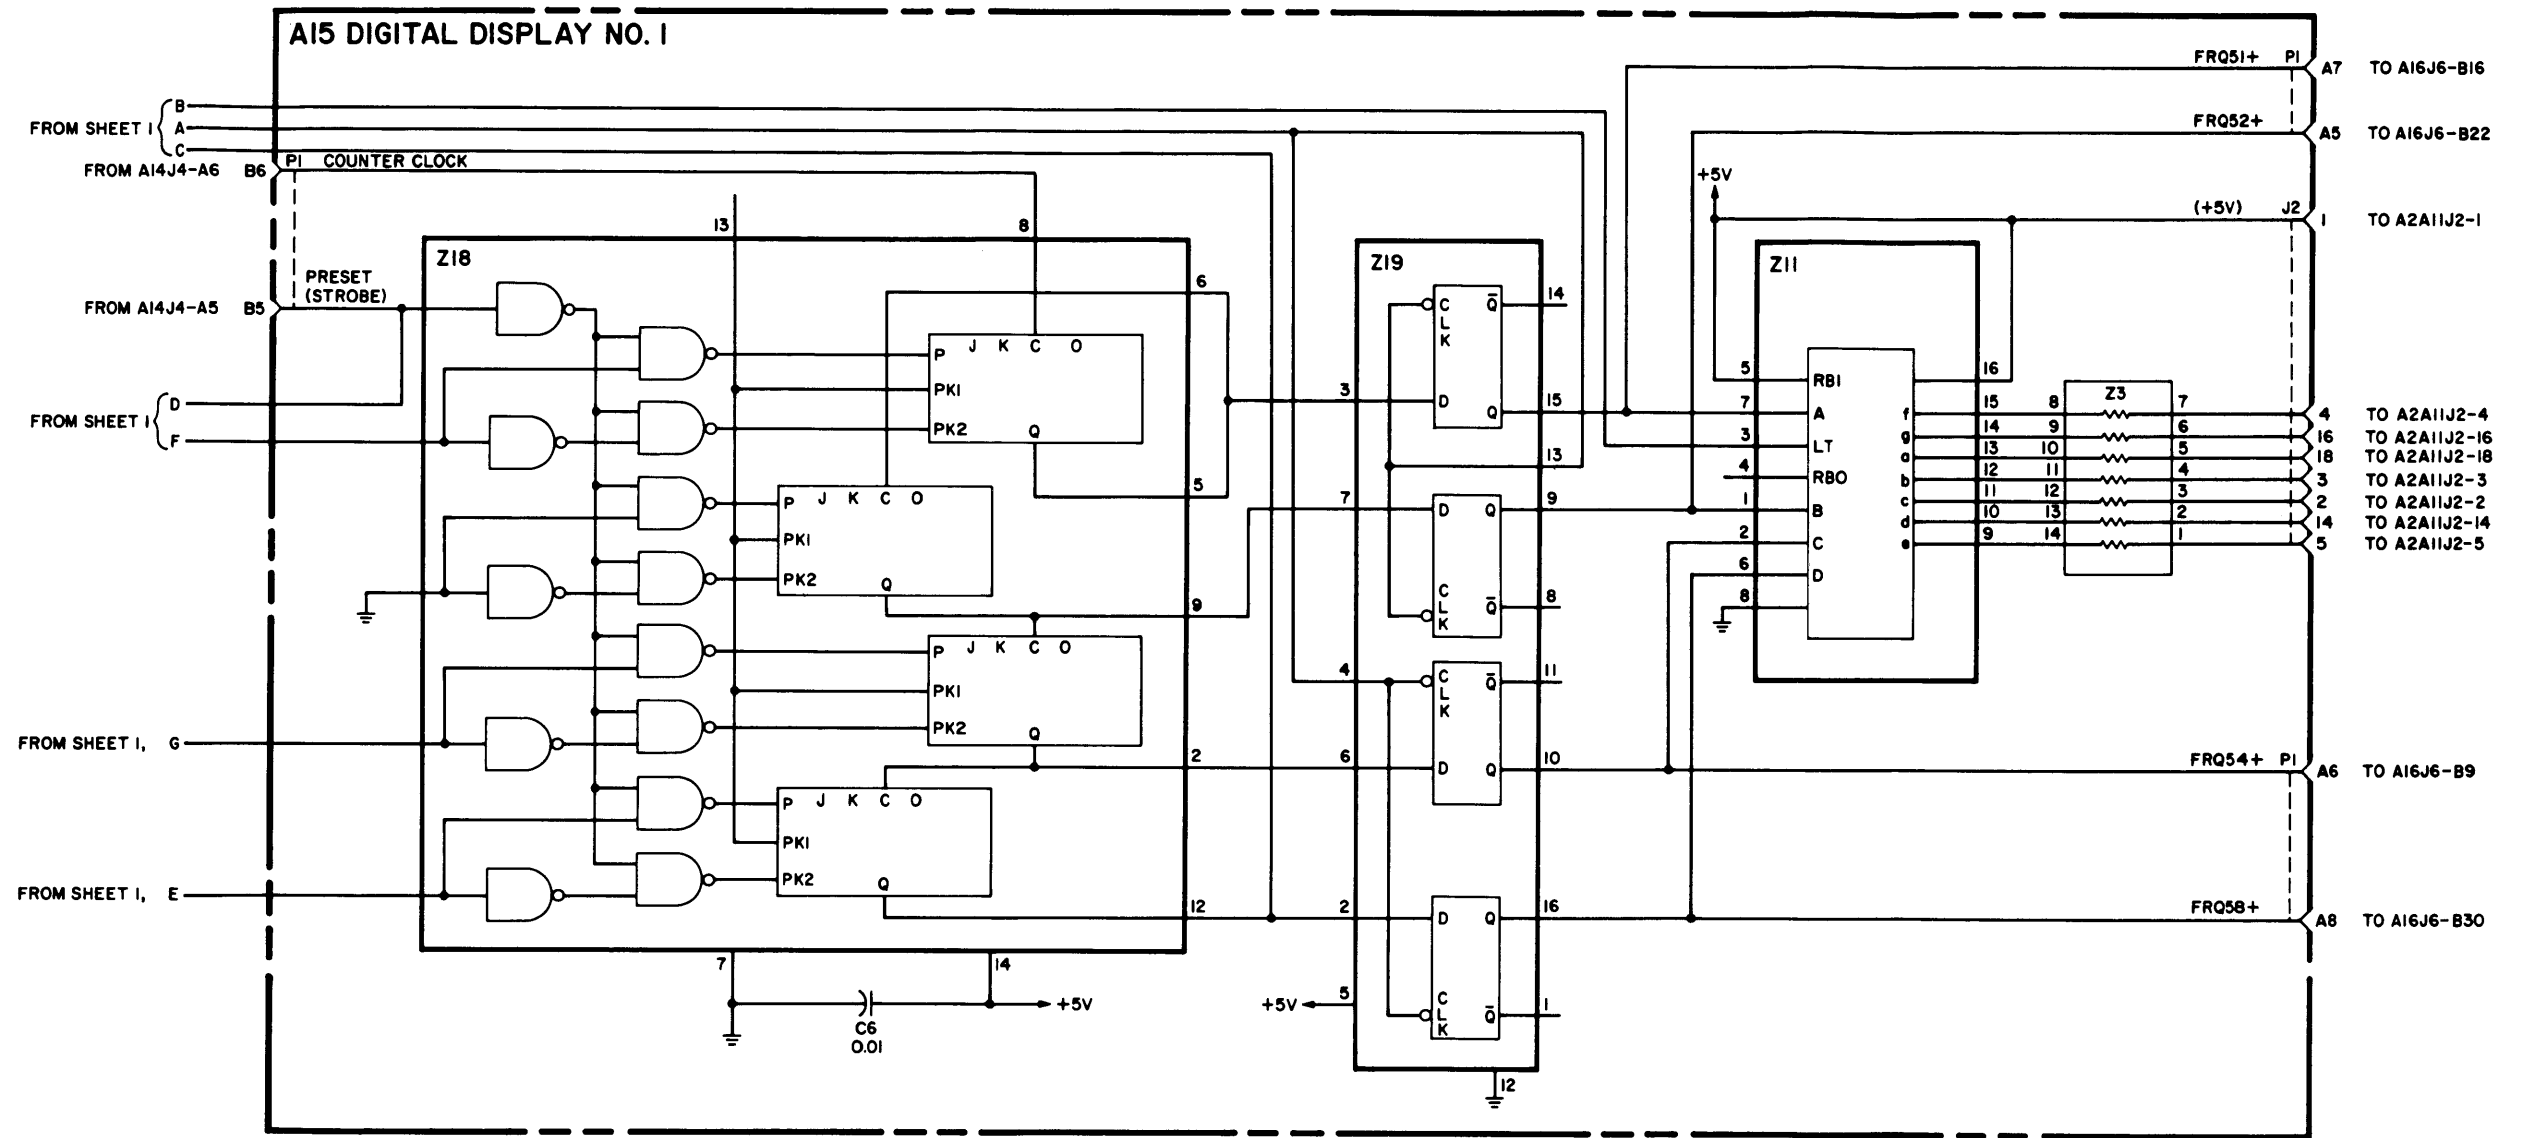 A15 DIGITAL DISPLAY NO. 1
FRQ51+ P1 A7 TO A16J6-B16
FROM SHEET 1 B A C
FRQ52+ A5 TO A16J6-B22
P1 COUNTER CLOCK
FROM A14J4-A6 B6
+5V
(+5V) J2 1 TO A2A11J2-1
13 8
Z18
Z19
Z11
PRESET
(STROBE)
FROM A14J4-A5 B5
6
C L K Q̅ 14
P J K C O
PK1
PK2
Q
5
3 D Q 15
13
FROM SHEET 1 D F
5 RBI 16
7 A
3 LT
4 RBO
1 B
2 C
6 D
8
Z3
f 15 8 7 4 TO A2A11J2-4
g 14 9 6 16 TO A2A11J2-16
a 13 10 5 18 TO A2A11J2-18
b 12 11 4 3 TO A2A11J2-3
c 11 12 3 2 TO A2A11J2-2
d 10 13 2 14 TO A2A11J2-14
e 9 14 1 5 TO A2A11J2-5
P J K C O
PK1
PK2
Q
9
7 D Q 9
C L K Q̅ 8
P J K C O
PK1
PK2
Q
2
4 C L K Q̅ 11
6 D Q 10
FROM SHEET 1, G
FRQ54+ P1 A6 TO A16J6-B9
P J K C O
PK1
PK2
Q
12
2 D Q 16
FROM SHEET 1, E
FRQ58+ A8 TO A16J6-B30
7 14
+5V
C6
0.01
+5V 5
C L K Q̅ 1
12